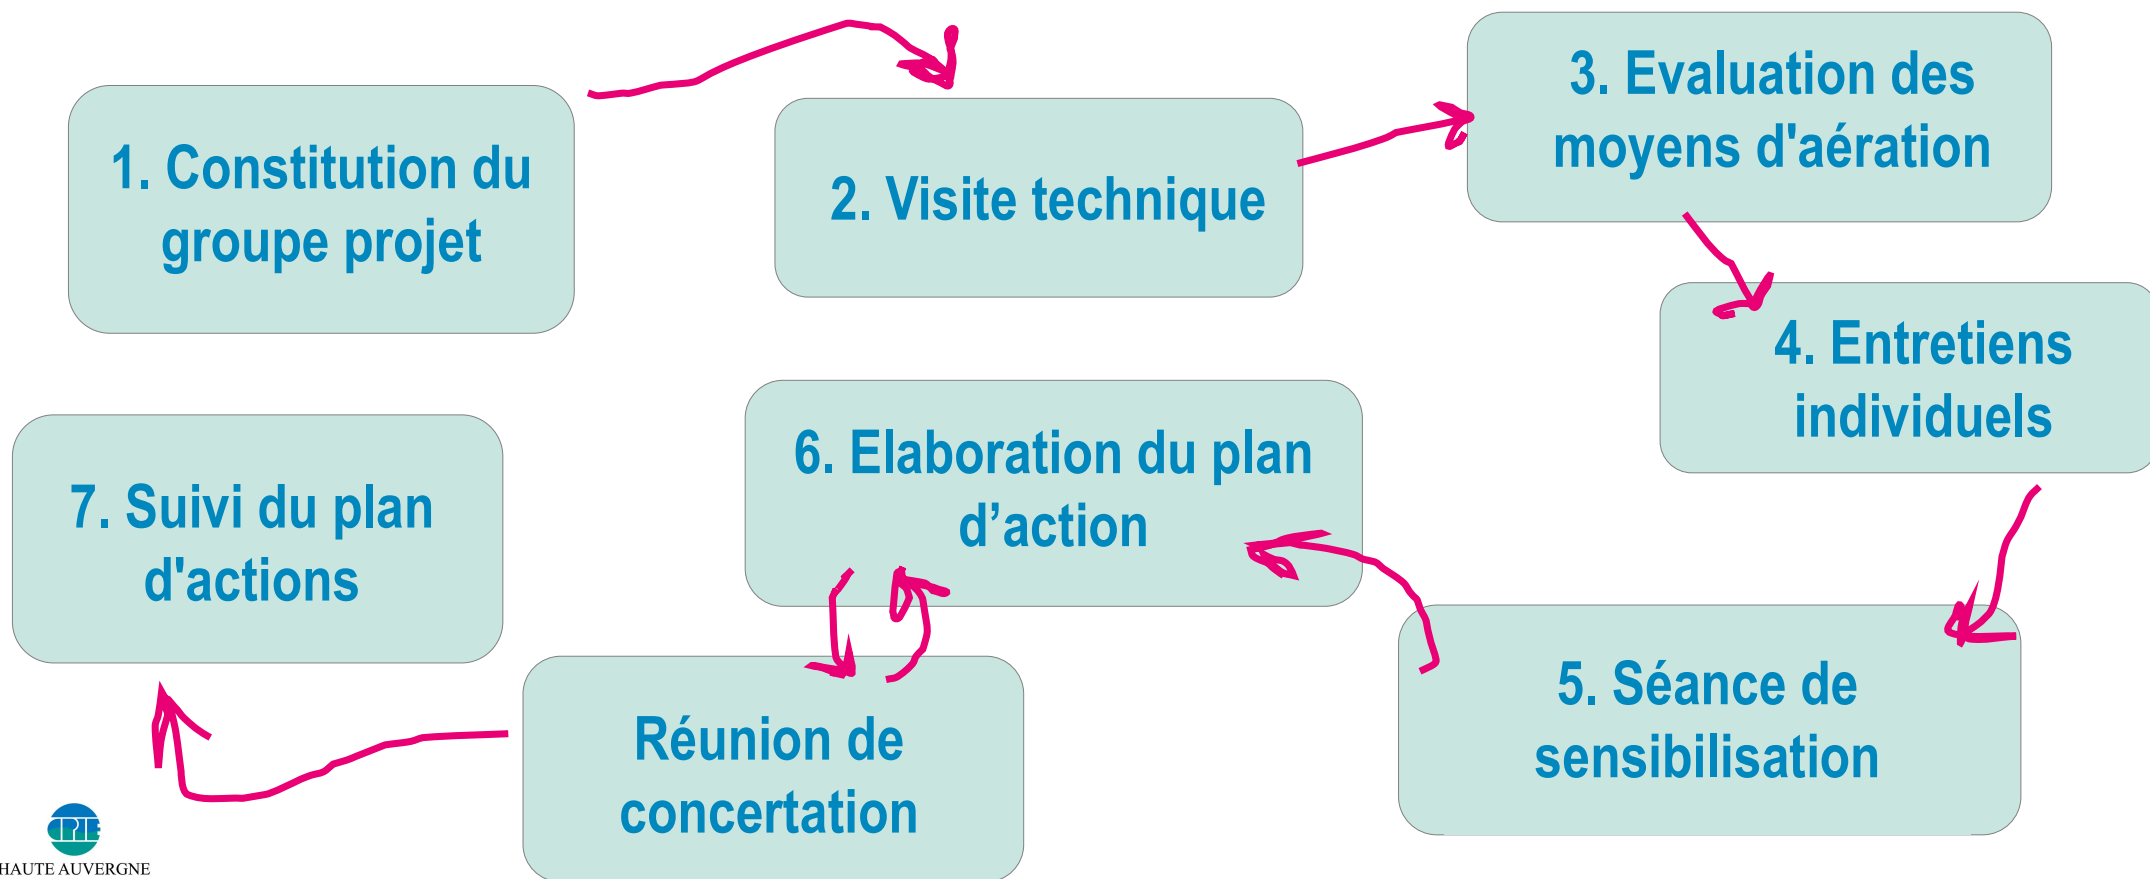 1. Constitution du
groupe projet
2. Visite technique
3. Evaluation des
moyens d'aération
4. Entretiens
individuels
5. Séance de
sensibilisation
6. Elaboration du plan
d’action
Réunion de
concertation
7. Suivi du plan
d'actions
CPIE
HAUTE AUVERGNE